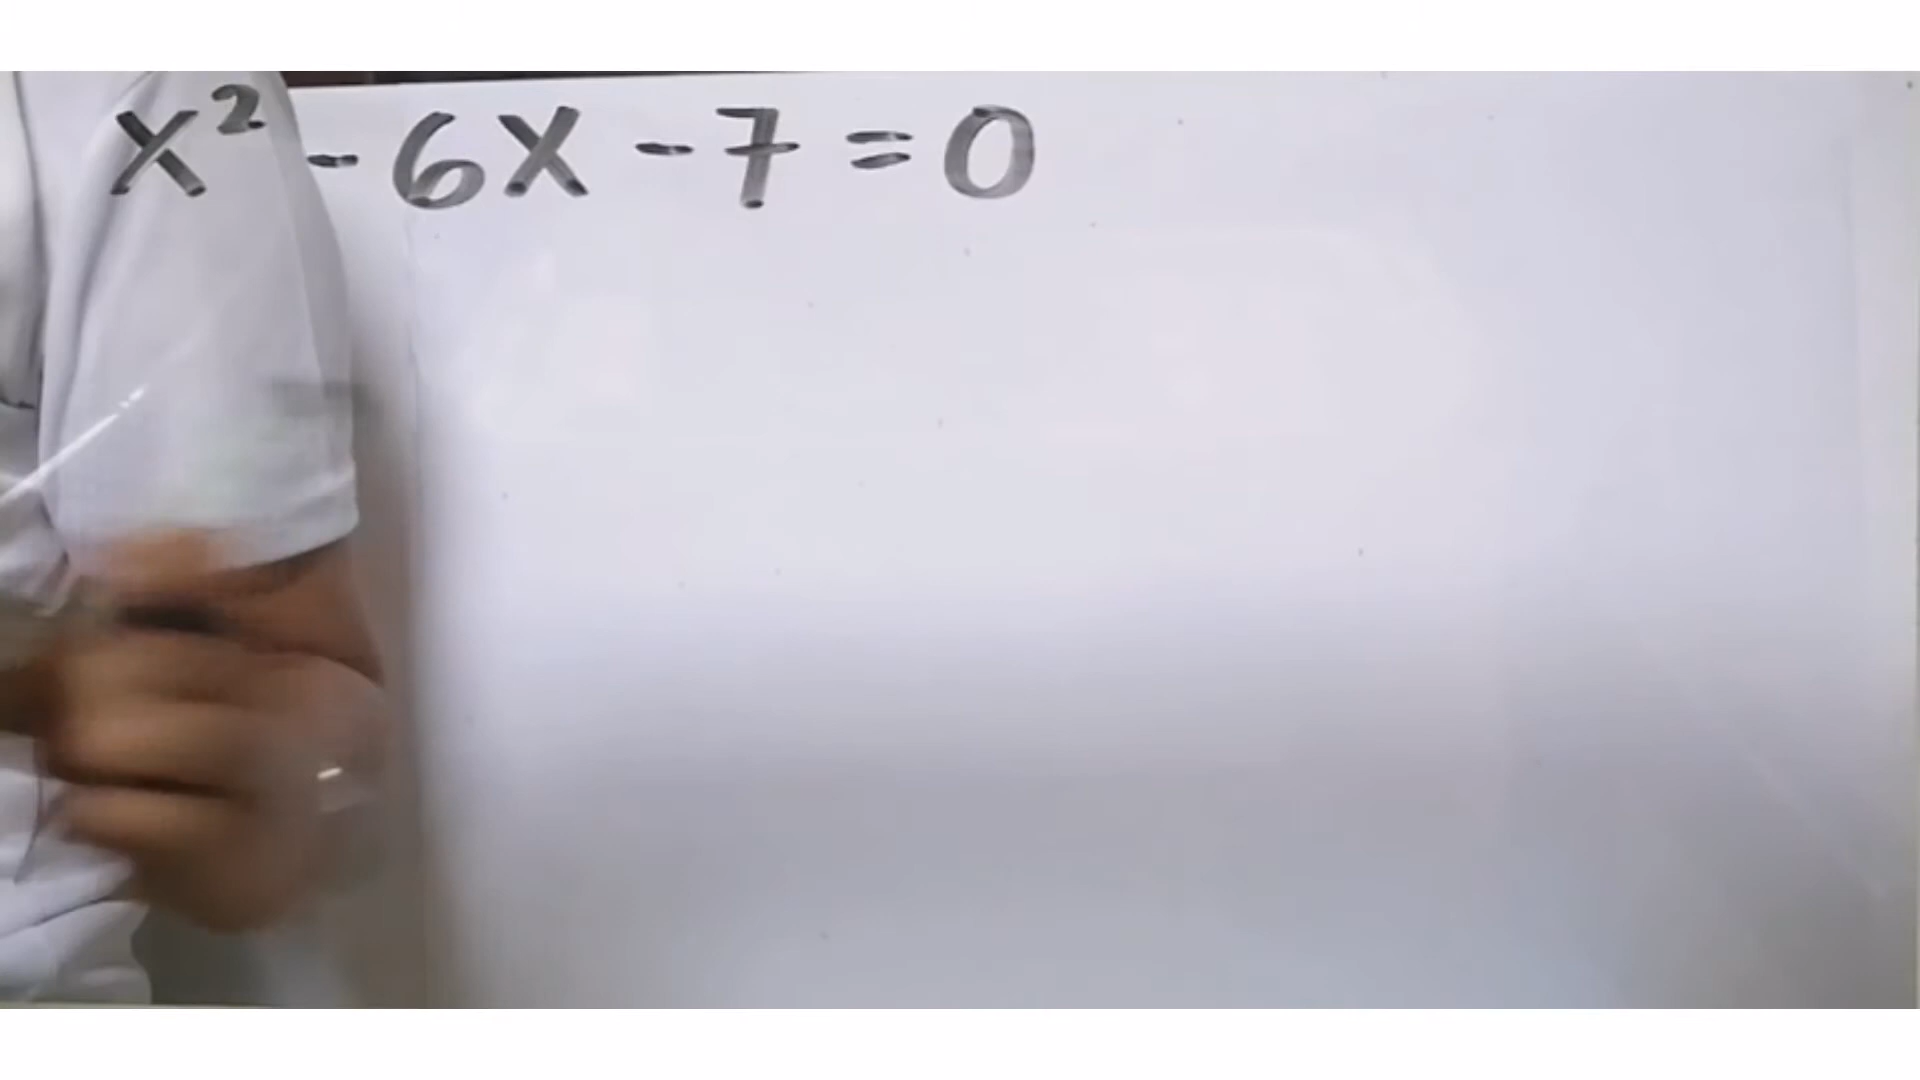 x² - 6x - 7 = 0